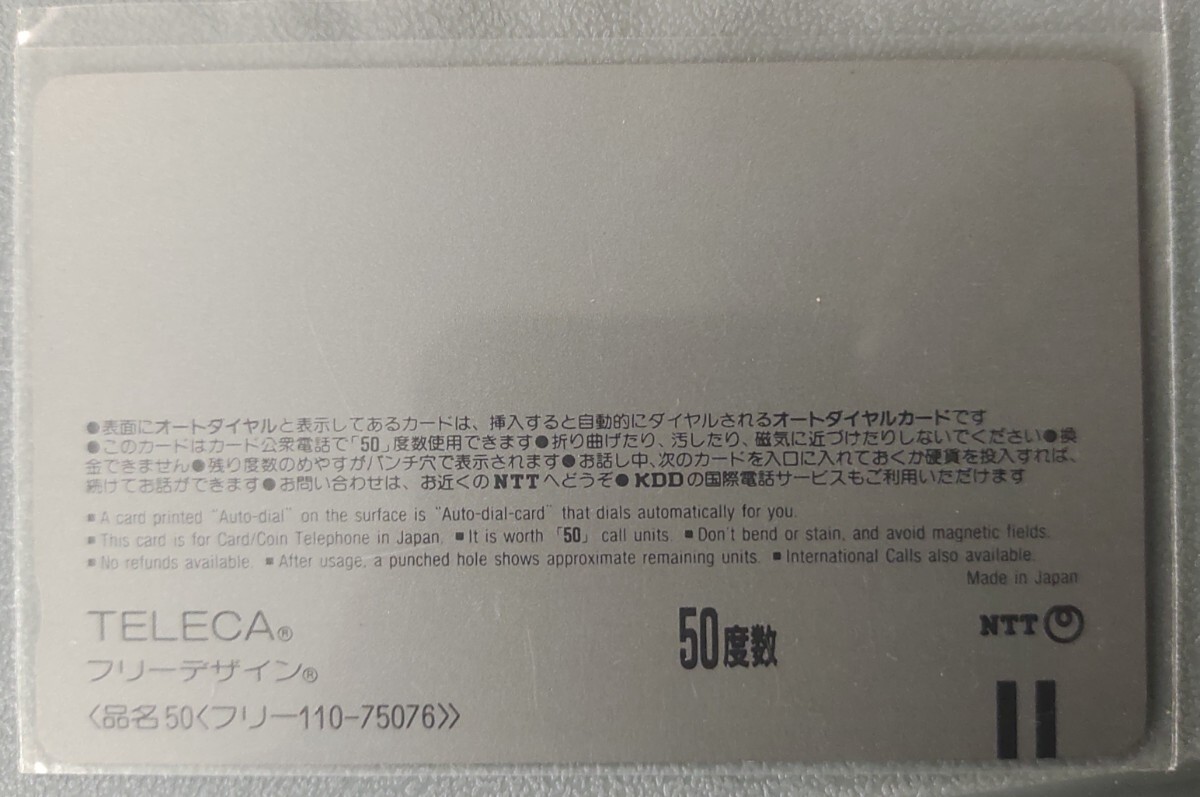 ●表面にオートダイヤルと表示してあるカードは、挿入すると自動的にダイヤルされるオートダイヤルカードです
●このカードはカード公衆電話で「50」度数使用できます●折り曲げたり、汚したり、磁気に近づけたりしないでください●換
金できません●残り度数のめやすがパンチ穴で表示されます●お話し中、次のカードを入口に入れておくか硬貨を投入すれば、
続けてお話ができます●お問い合わせは、お近くのNTTへどうぞ●KDDの国際電話サービスもご利用いただけます
■A card printed "Auto-dial" on the surface is "Auto-dial-card" that dials automatically for you.
■This card is for Card/Coin Telephone in Japan. ■It is worth「50」call units. ■Don't bend or stain, and avoid magnetic fields.
■No refunds available. ■After usage, a punched hole shows approximate remaining units. ■International Calls also available.
Made in Japan
TELECA®
50度数
NTT
フリーデザイン®
〈品名50〈フリー110-75076〉〉